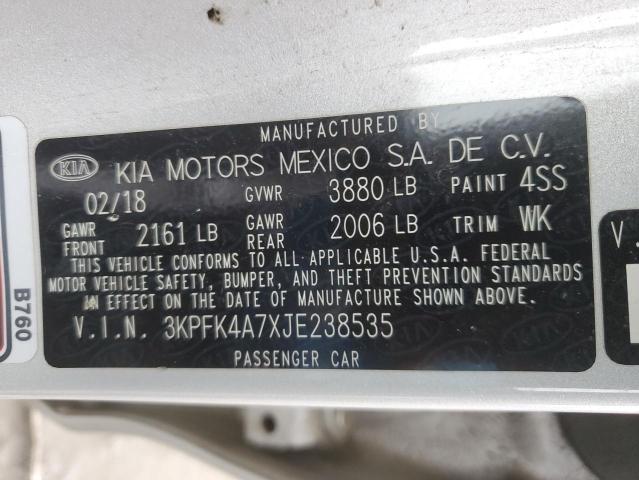 MANUFACTURED BY
KIA KIA MOTORS MEXICO S.A. DE C.V.
02/18 GVWR 3880 LB PAINT 4SS
GAWR FRONT 2161 LB GAWR REAR 2006 LB TRIM WK
THIS VEHICLE CONFORMS TO ALL APPLICABLE U.S.A. FEDERAL
MOTOR VEHICLE SAFETY, BUMPER, AND THEFT PREVENTION STANDARDS
IN EFFECT ON THE DATE OF MANUFACTURE SHOWN ABOVE.
V.I.N. 3KPFK4A7XJE238535
PASSENGER CAR
B760
V